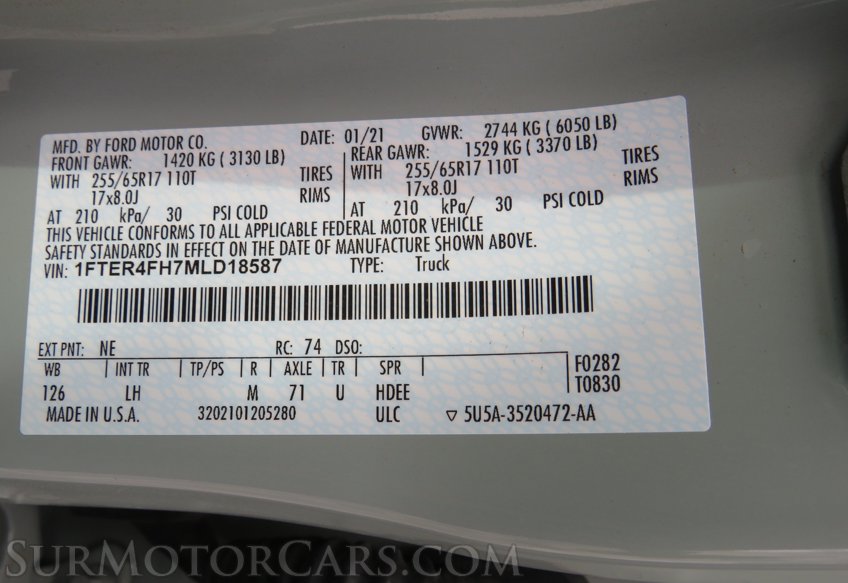 MFD. BY FORD MOTOR CO. DATE: 01/21 GVWR: 2744 KG ( 6050 LB)
FRONT GAWR: 1420 KG ( 3130 LB) REAR GAWR: 1529 KG ( 3370 LB)
WITH 255/65R17 110T TIRES WITH 255/65R17 110T TIRES
17x8.0J RIMS 17x8.0J RIMS
AT 210 kPa/ 30 PSI COLD AT 210 kPa/ 30 PSI COLD
THIS VEHICLE CONFORMS TO ALL APPLICABLE FEDERAL MOTOR VEHICLE
SAFETY STANDARDS IN EFFECT ON THE DATE OF MANUFACTURE SHOWN ABOVE.
VIN: 1FTER4FH7MLD18587 TYPE: Truck
EXT PNT: NE RC: 74 DSO:
WB INT TR TP/PS R AXLE TR SPR F0282
126 LH M 71 U HDEE T0830
MADE IN U.S.A. 3202101205280 ULC ▽ 5U5A-3520472-AA
SURMOTORCARS.COM